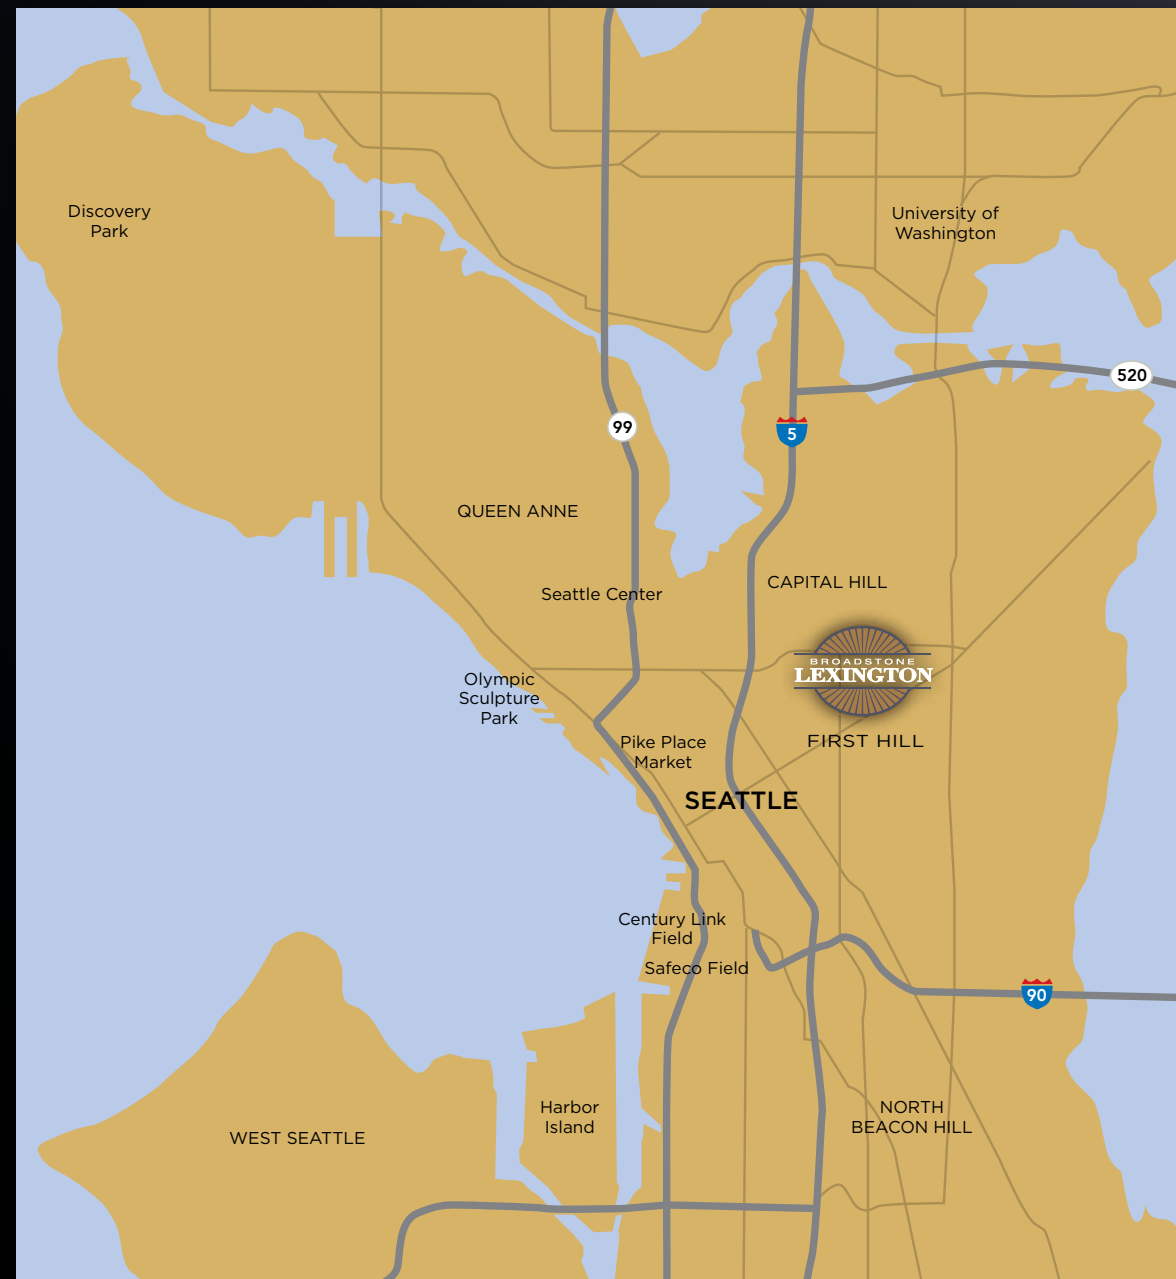 Discovery
Park
University of
Washington
520
99
5
QUEEN ANNE
CAPITAL HILL
Seattle Center
BROADSTONE
LEXINGTON
Olympic
Sculpture
Park
FIRST HILL
Pike Place
Market
SEATTLE
Century Link
Field
Safeco Field
90
Harbor
Island
NORTH
BEACON HILL
WEST SEATTLE